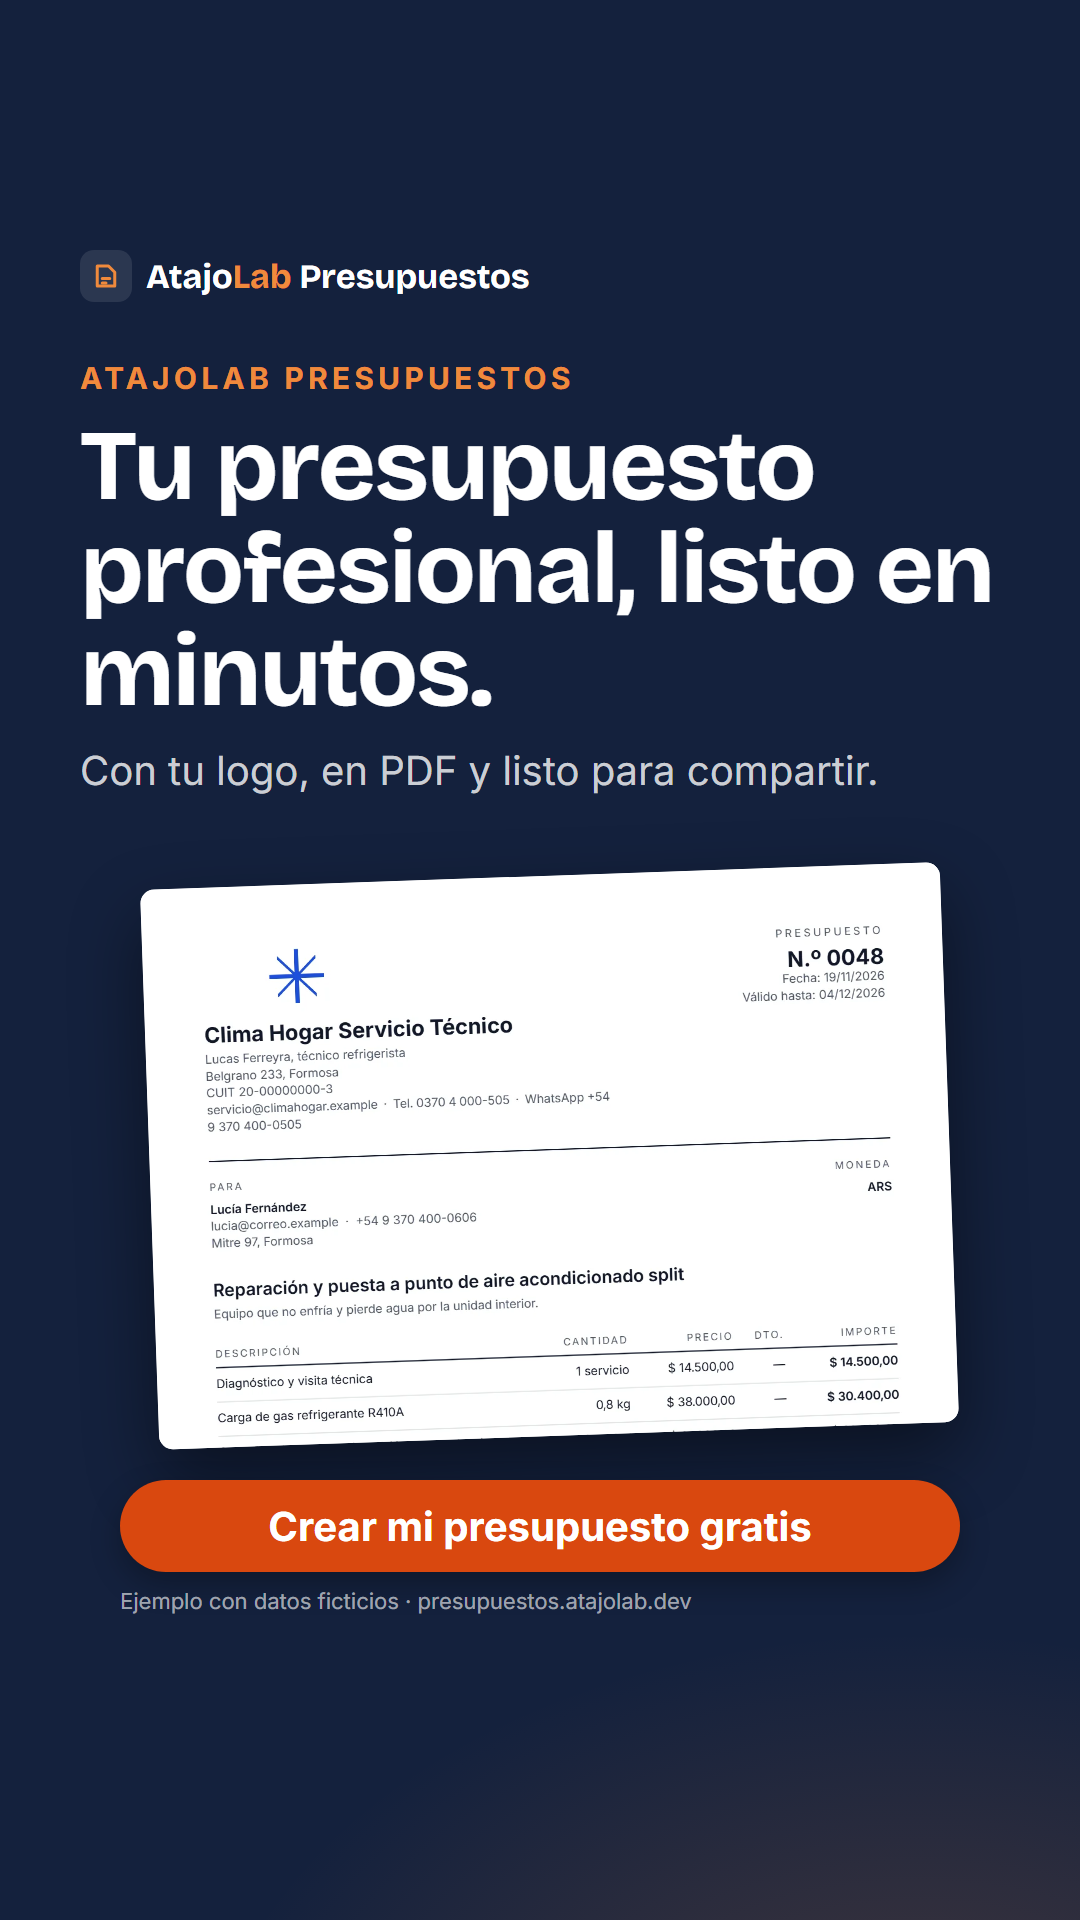 AtajoLab Presupuestos
ATAJOLAB PRESUPUESTOS
Tu presupuesto
profesional, listo en
minutos.
Con tu logo, en PDF y listo para compartir.
PRESUPUESTO
N.º 0048
Fecha: 19/11/2026
Válido hasta: 04/12/2026
Clima Hogar Servicio Técnico
Lucas Ferreyra, técnico refrigerista
Belgrano 233, Formosa
CUIT 20-00000000-3
servicio@climahogar.example · Tel. 0370 4 000-505 · WhatsApp +54
9 370 400-0505
PARA
MONEDA
Lucía Fernández
ARS
lucia@correo.example · +54 9 370 400-0606
Mitre 97, Formosa
Reparación y puesta a punto de aire acondicionado split
Equipo que no enfría y pierde agua por la unidad interior.
DESCRIPCIÓN CANTIDAD PRECIO DTO. IMPORTE
Diagnóstico y visita técnica 1 servicio $ 14.500,00 — $ 14.500,00
Carga de gas refrigerante R410A 0,8 kg $ 38.000,00 — $ 30.400,00
Crear mi presupuesto gratis
Ejemplo con datos ficticios · presupuestos.atajolab.dev